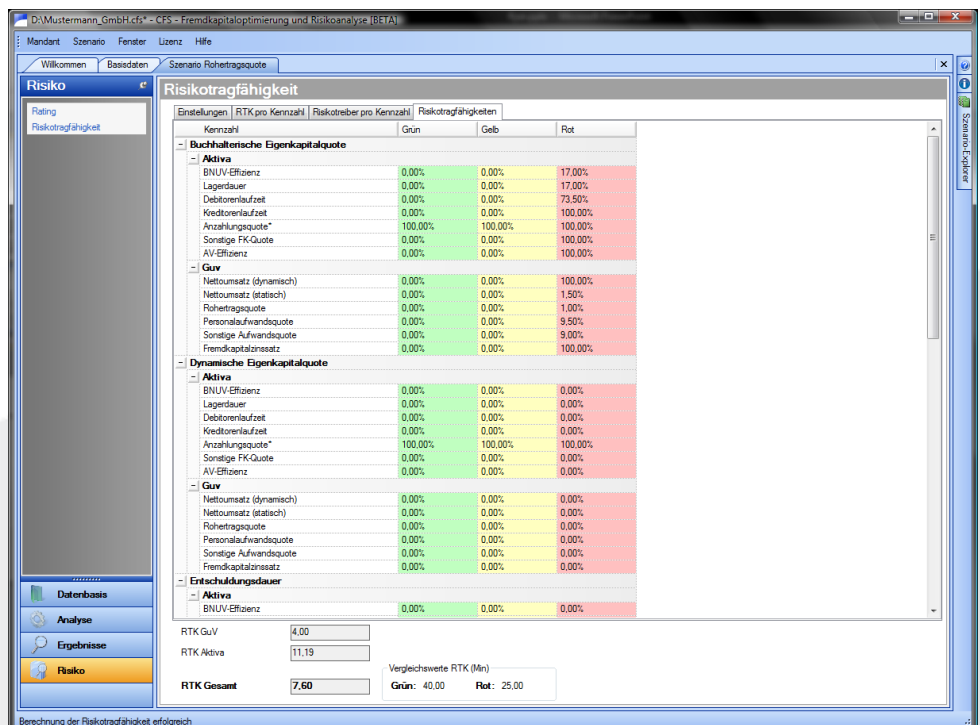 D:\Mustermann_GmbH.cfs* - CFS - Fremdkapitaloptimierung und Risikoanalyse [BETA]
Mandant Szenario Fenster Lizenz Hilfe
Willkommen Basisdaten Szenario Rohertragsquote
Risiko
Rating
Risikotragfähigkeit
Datenbasis
Analyse
Ergebnisse
Risiko
Risikotragfähigkeit
Einstellungen RTK pro Kennzahl Risikotreiber pro Kennzahl Risikotragfähigkeiten
Kennzahl Grün Gelb Rot
Buchhalterische Eigenkapitalquote
Aktiva
BNUV-Effizienz 0,00% 0,00% 17,00%
Lagerdauer 0,00% 0,00% 17,00%
Debitorenlaufzeit 0,00% 0,00% 73,50%
Kreditorenlaufzeit 0,00% 0,00% 100,00%
Anzahlungsquote* 100,00% 100,00% 100,00%
Sonstige FK-Quote 0,00% 0,00% 100,00%
AV-Effizienz 0,00% 0,00% 100,00%
Guv
Nettoumsatz (dynamisch) 0,00% 0,00% 100,00%
Nettoumsatz (statisch) 0,00% 0,00% 1,50%
Rohertragsquote 0,00% 0,00% 1,00%
Personalaufwandsquote 0,00% 0,00% 9,50%
Sonstige Aufwandsquote 0,00% 0,00% 9,00%
Fremdkapitalzinssatz 0,00% 0,00% 100,00%
Dynamische Eigenkapitalquote
Aktiva
BNUV-Effizienz 0,00% 0,00% 0,00%
Lagerdauer 0,00% 0,00% 0,00%
Debitorenlaufzeit 0,00% 0,00% 0,00%
Kreditorenlaufzeit 0,00% 0,00% 0,00%
Anzahlungsquote* 100,00% 100,00% 100,00%
Sonstige FK-Quote 0,00% 0,00% 0,00%
AV-Effizienz 0,00% 0,00% 0,00%
Guv
Nettoumsatz (dynamisch) 0,00% 0,00% 0,00%
Nettoumsatz (statisch) 0,00% 0,00% 0,00%
Rohertragsquote 0,00% 0,00% 0,00%
Personalaufwandsquote 0,00% 0,00% 0,00%
Sonstige Aufwandsquote 0,00% 0,00% 0,00%
Fremdkapitalzinssatz 0,00% 0,00% 0,00%
Entschuldungsdauer
Aktiva
BNUV-Effizienz 0,00% 0,00% 0,00%
RTK GuV 4,00
RTK Aktiva 11,19
RTK Gesamt 7,60
Vergleichswerte RTK (Min)
Grün: 40,00 Rot: 25,00
Szenario-Explorer
Berechnung der Risikotragfähigkeit erfolgreich